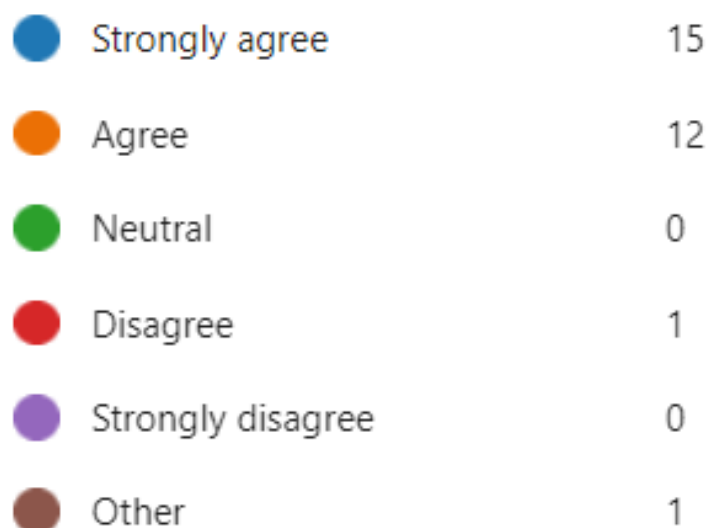 Strongly agree 15
Agree 12
Neutral 0
Disagree 1
Strongly disagree 0
Other 1